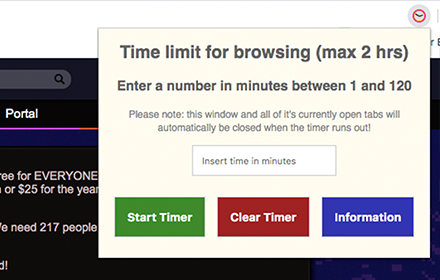 Time limit for browsing (max 2 hrs)
Enter a number in minutes between 1 and 120
Please note: this window and all of it's currently open tabs will
automatically be closed when the timer runs out!
Insert time in minutes
Start Timer
Clear Timer
Information
Portal
ree for EVERYONE
or $25 for the year
e need 217 people
d!